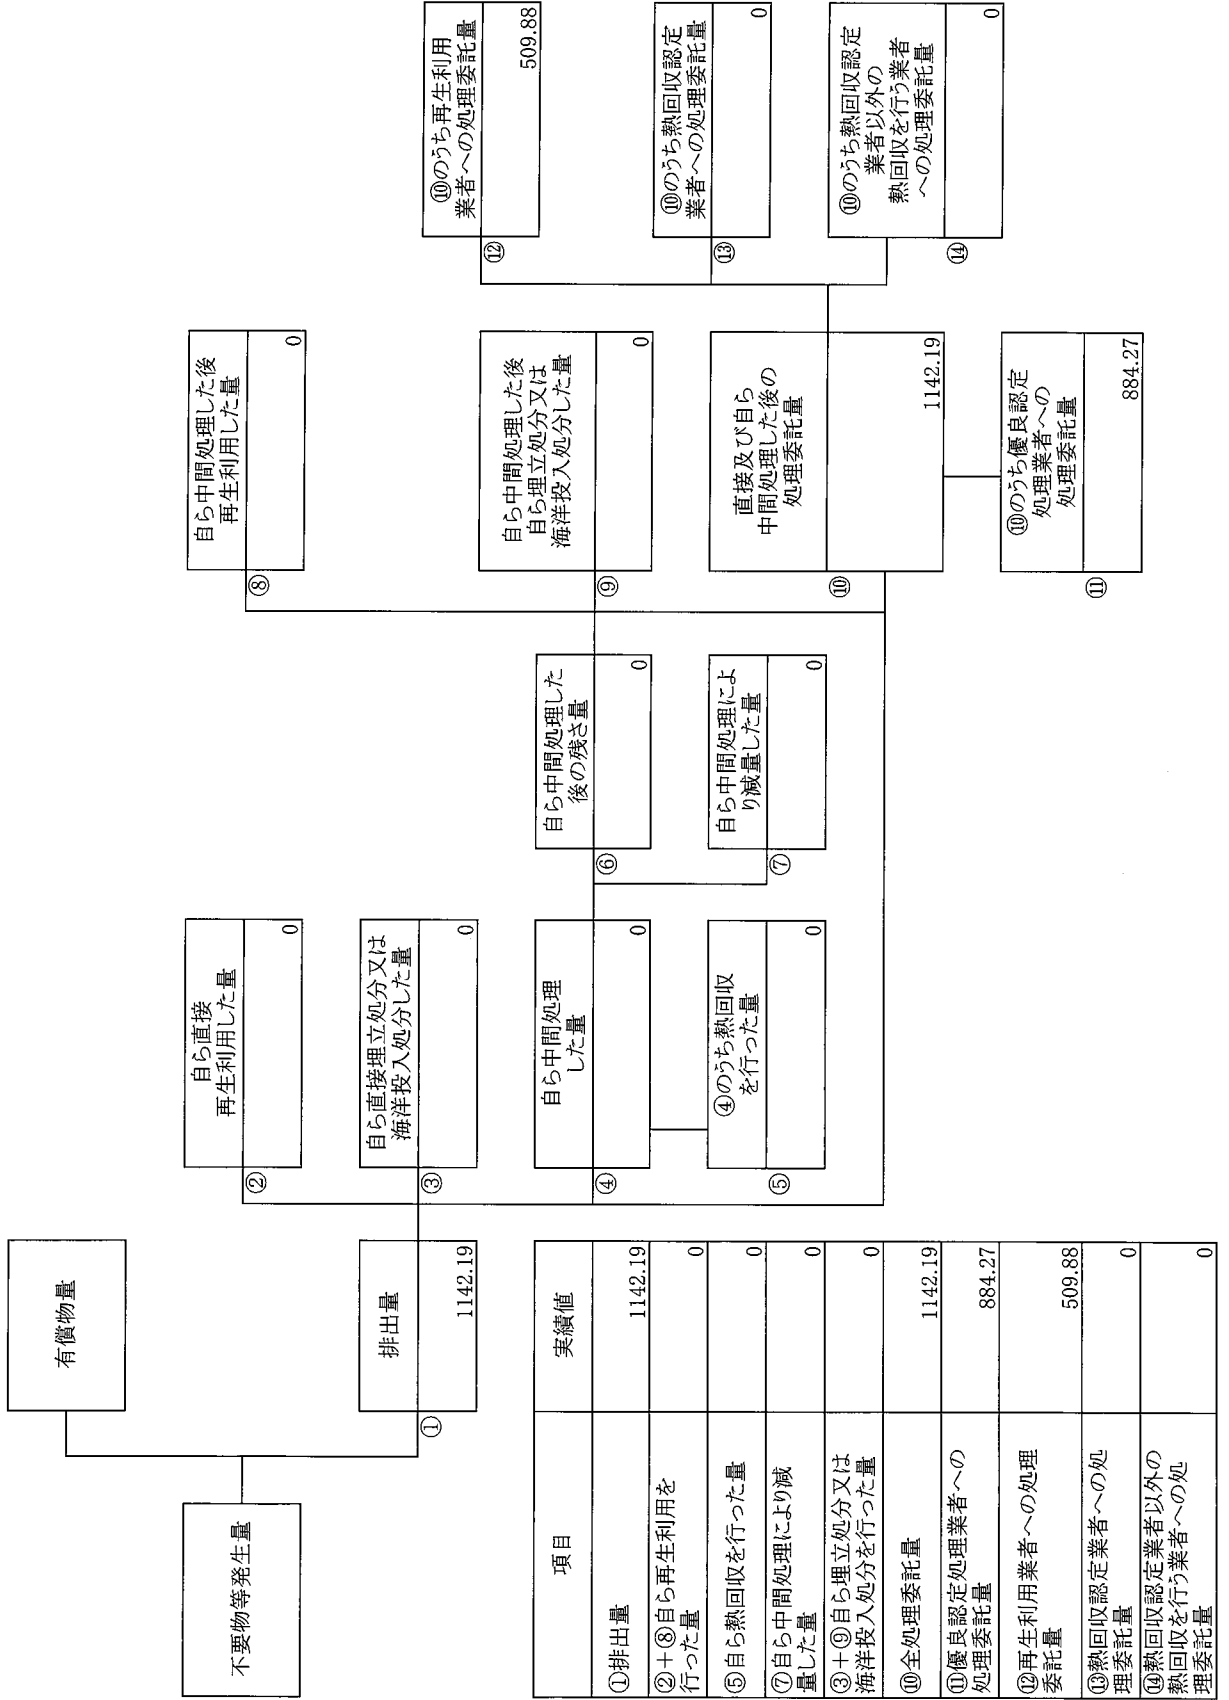 不要物等発生量
有償物量
①
排出量
1142.19
②
自ら直接
再生利用した量
0
③
自ら直接埋立処分又は
海洋投入処分した量
0
④
自ら中間処理
した量
0
⑤
④のうち熱回収
を行った量
0
⑥
自ら中間処理した
後の残さ量
0
⑦
自ら中間処理によ
り減量した量
0
⑧
自ら中間処理した後
再生利用した量
0
⑨
自ら中間処理した後
自ら埋立処分又は
海洋投入処分した量
0
⑩
直接及び自ら
中間処理した後の
処理委託量
1142.19
⑪
⑩のうち優良認定
処理業者への
処理委託量
884.27
⑫
⑩のうち再生利用
業者への処理委託量
509.88
⑬
⑩のうち熱回収認定
業者への処理委託量
0
⑭
⑩のうち熱回収認定
業者以外の
熱回収を行う業者
への処理委託量
0
項目 実績値
①排出量 1142.19
②+⑧自ら再生利用を
行った量 0
⑤自ら熱回収を行った量 0
⑦自ら中間処理により減
量した量 0
③+⑨自ら埋立処分又は
海洋投入処分を行った量 0
⑩全処理委託量 1142.19
⑪優良認定処理業者への
処理委託量 884.27
⑫再生利用業者への処理
委託量 509.88
⑬熱回収認定業者への処
理委託量 0
⑭熱回収認定業者以外の
熱回収を行う業者への処
理委託量 0